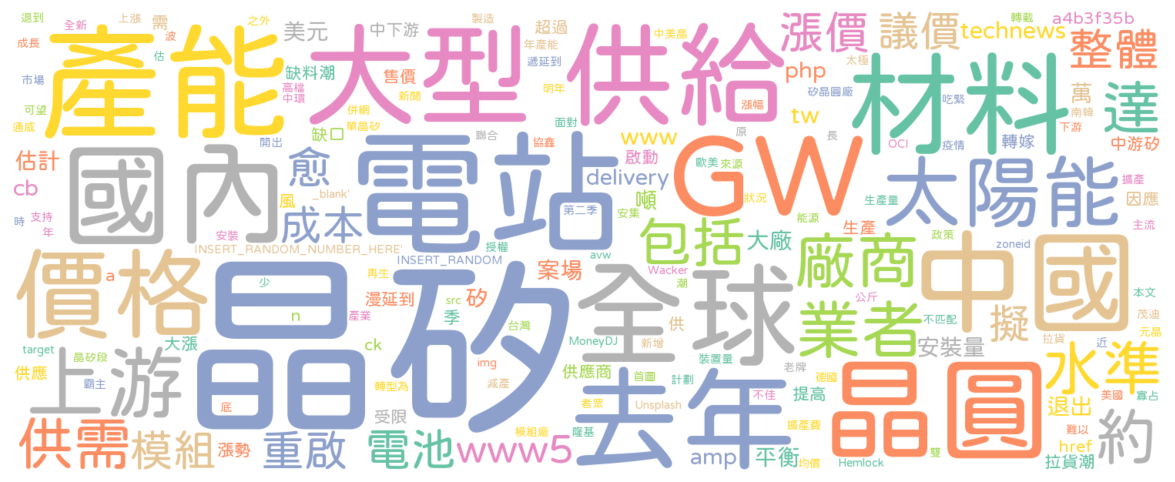 產能
大型
供給
漲價
議價
technews
a4b3f35b
整體
材料
達
萬
php
tw
www
美元
中下游
超過
需
上漲
退到
全新
波
之外
製造
中美晶
轉載
成長
估
缺料潮
售價
年產能
遞延到
太極
高檔
中環
新聞
明年
漲幅
矽晶圓廠
吃緊
南韓
下游
市場
可望
併網
通威
單晶矽
缺口
開出
聯合
協鑫
面對
啟動
原
長
OCI
疫情
轉嫁
中游矽
國內
愈
電站
GW
太陽能
估計
cb
delivery
噸
歐美
來源
狀況
擴產
因應
時
支持
年
風
_blank'
成本
第二季
安集
包括
大廠
能源
生產量
生產
政策
主流
安裝
INSERT_RANDOM_NUMBER_HERE'
授權
INSERT_RANDOM
avw
案場
廠商
zoneid
中國
價格
a
晶矽
再生
漫延到
矽
全球
Wacker
潮
公斤
本文
少
n
src
季
產業
台灣
供
業者
不匹配
擬
茂迪
元晶
target
晶矽段
大漲
ck
MoneyDJ
新增
裝置量
安裝量
拉貨
近
上游
供應
霸主
轉型為
img
減產
供應商
首圖
計劃
老牌
德國
水準
美國
寡占
底
受限
去年
者眾
Unsplash
不佳
提高
晶圓
退出
難以
約
供需
模組
漲勢
重啟
電池
www5
模組廠
隆基
amp
平衡
擴產費
均價
Hemlock
雙
href
拉貨潮